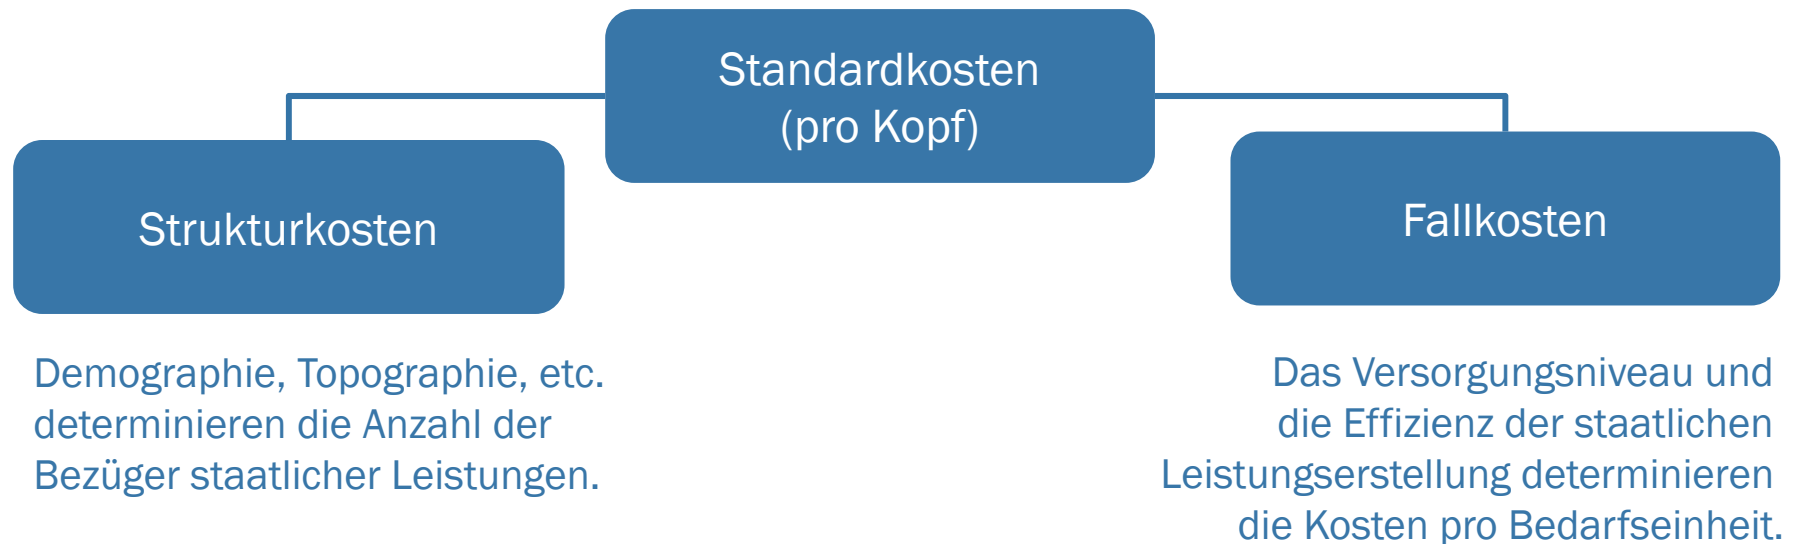 Standardkosten
(pro Kopf)
Strukturkosten
Fallkosten
Demographie, Topographie, etc.
determinieren die Anzahl der
Bezüger staatlicher Leistungen.
Das Versorgungsniveau und
die Effizienz der staatlichen
Leistungserstellung determinieren
die Kosten pro Bedarfseinheit.